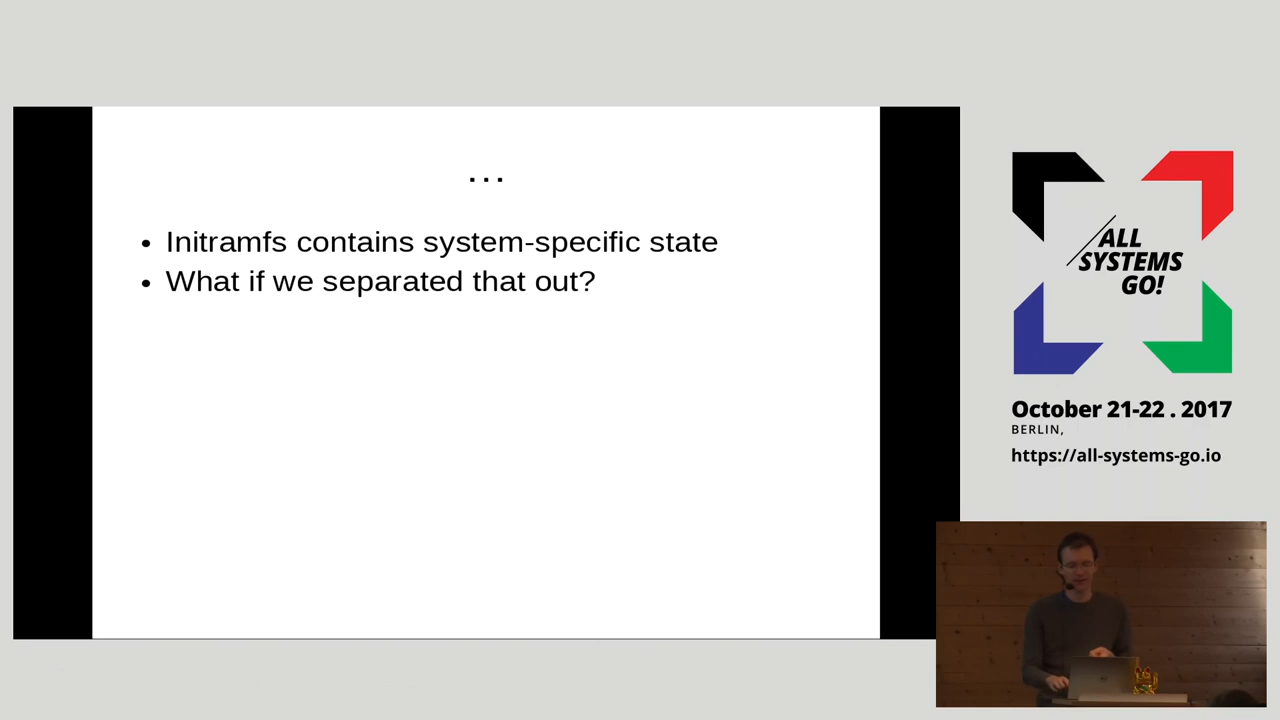 ...
Initramfs contains system-specific state
What if we separated that out?
ALL
SYSTEMS
GO!
October 21-22 . 2017
BERLIN,
https://all-systems-go.io